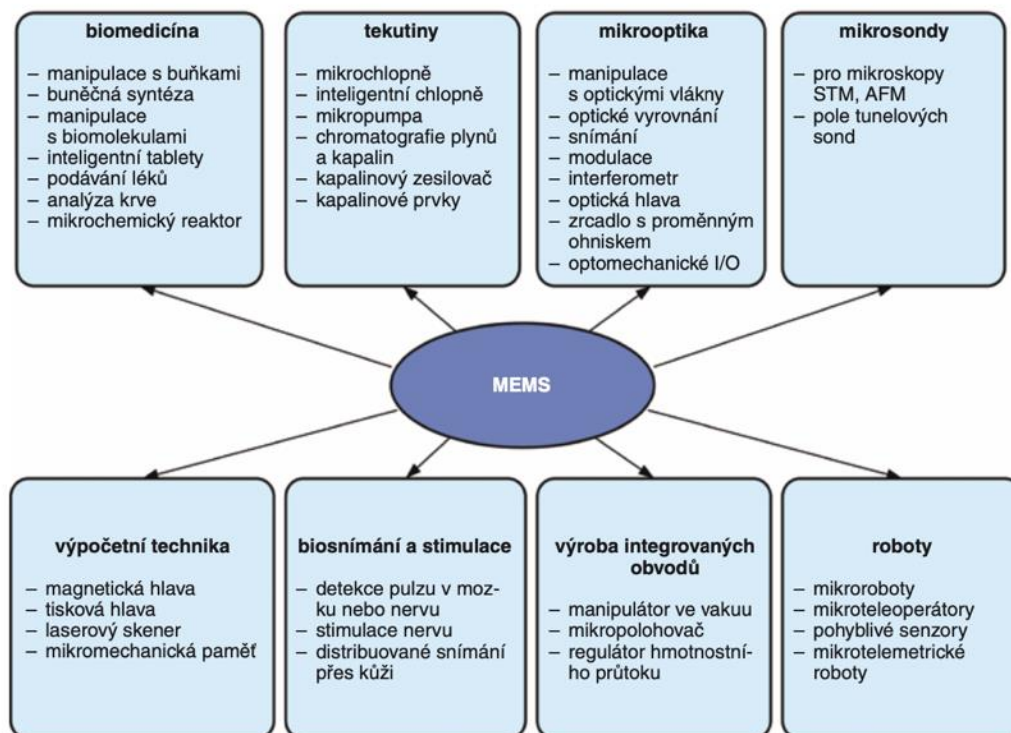 biomedicína
– manipulace s buňkami
– buněčná syntéza
– manipulace
s biomolekulami
– inteligentní tablety
– podávání léků
– analýza krve
– mikrochemický reaktor
tekutiny
– mikrochlopně
– inteligentní chlopně
– mikropumpa
– chromatografie plynů
a kapalin
– kapalinový zesilovač
– kapalinové prvky
mikrooptika
– manipulace
s optickými vlákny
– optické vyrovnání
– snímání
– modulace
– interferometr
– optická hlava
– zrcadlo s proměnným
ohniskem
– optomechanické I/O
mikrosondy
– pro mikroskopy
STM, AFM
– pole tunelových
sond
MEMS
výpočetní technika
– magnetická hlava
– tisková hlava
– laserový skener
– mikromechanická paměť
biosnímání a stimulace
– detekce pulzu v moz-
ku nebo nervu
– stimulace nervu
– distribuované snímání
přes kůži
výroba integrovaných
obvodů
– manipulátor ve vakuu
– mikropolohovač
– regulátor hmotnostní-
ho průtoku
roboty
– mikroroboty
– mikroteleoperátory
– pohyblivé senzory
– mikrotelemetrické
roboty